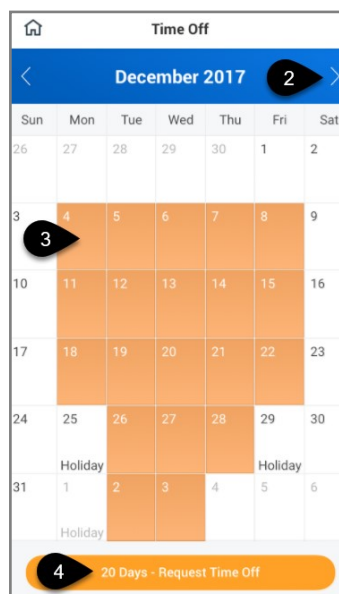 Time Off
December 2017 2
Sun Mon Tue Wed Thu Fri Sat
26 27 28 29 30 1 2
3 4 5 6 7 8 9
3
10 11 12 13 14 15 16
17 18 19 20 21 22 23
24 25 26 27 28 29 30
Holiday Holiday
31 1 2 3 4 5 6
Holiday
4 20 Days - Request Time Off